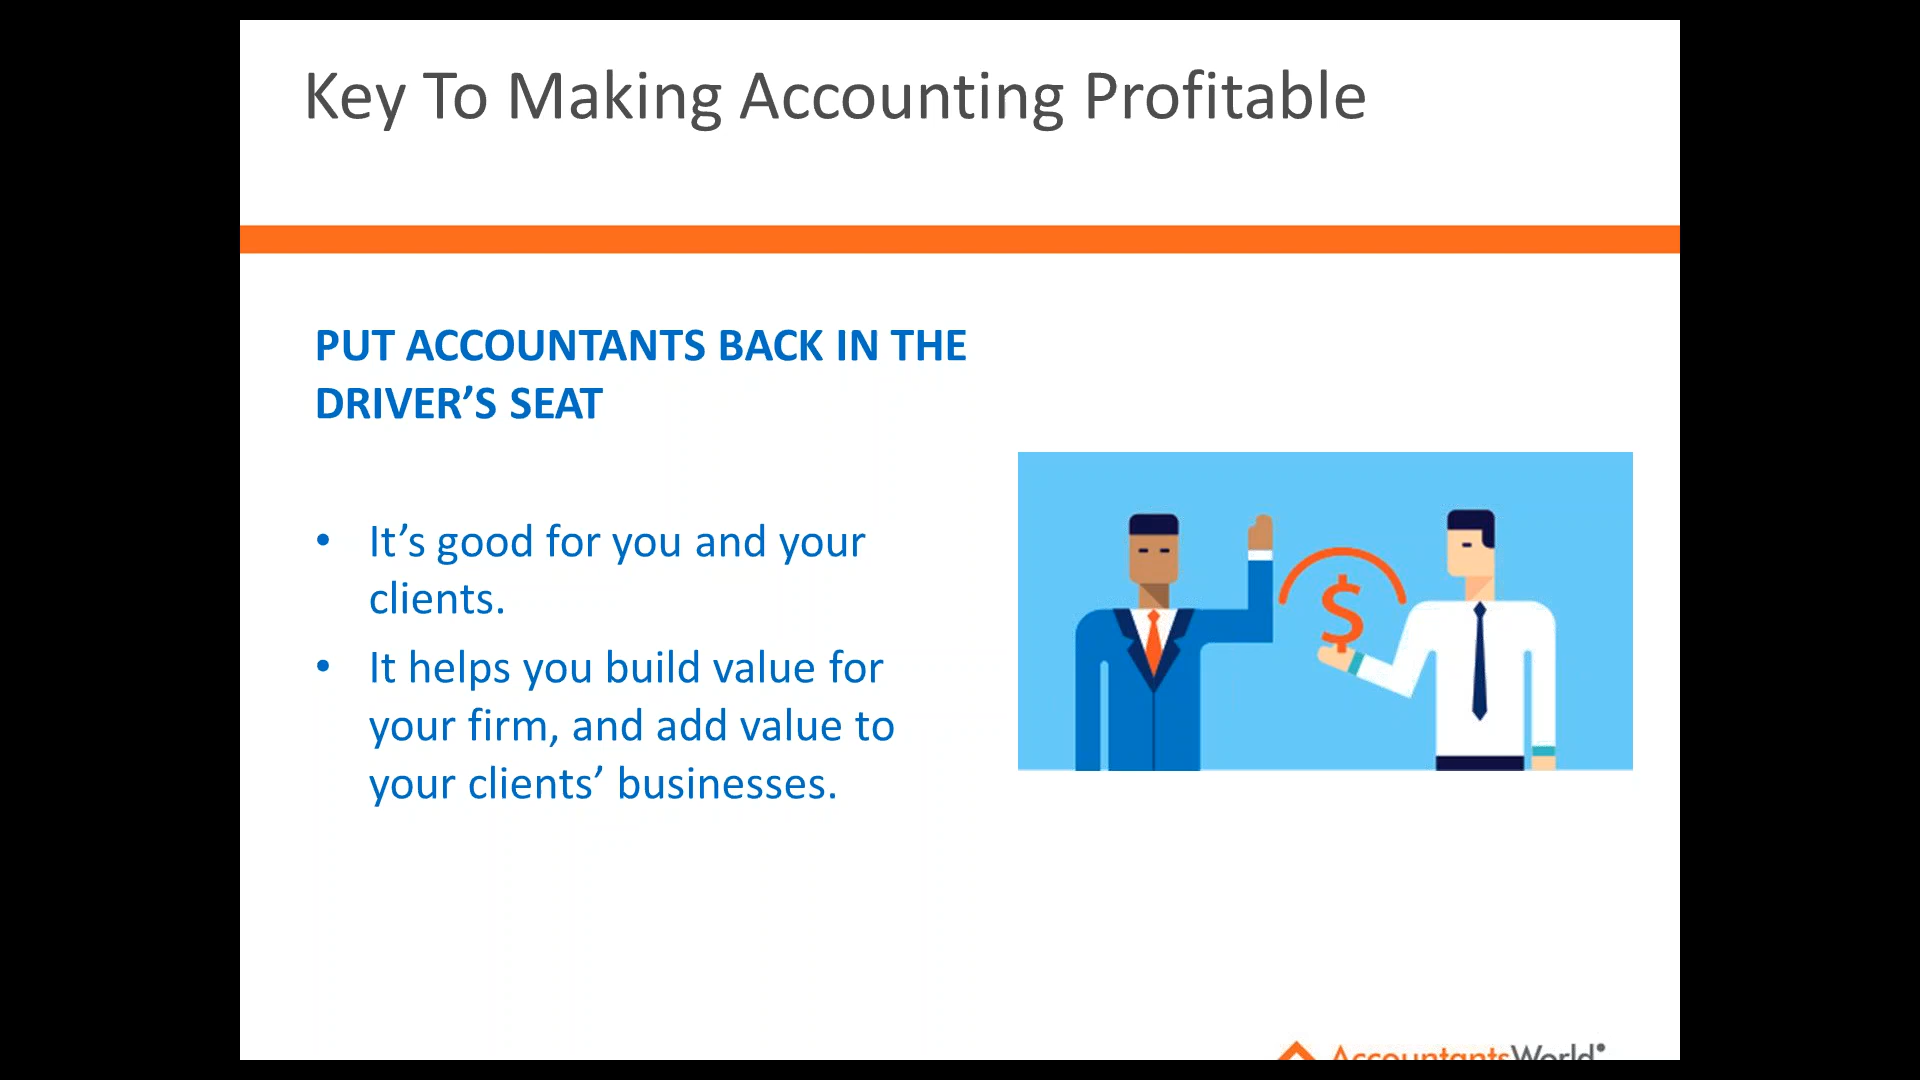 Key To Making Accounting Profitable
PUT ACCOUNTANTS BACK IN THE
DRIVER’S SEAT
• It’s good for you and your
clients.
• It helps you build value for
your firm, and add value to
your clients’ businesses.
$
AccountantsWorld